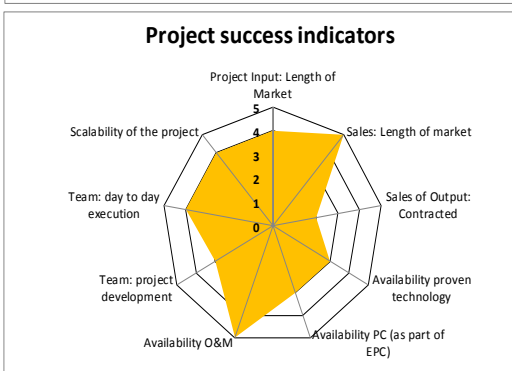 Project success indicators
Project Input: Length of
Market
5
4
3
2
1
0
Sales: Length of market
Sales of Output:
Contracted
Availability proven
technology
Availability PC (as part of
EPC)
Availability O&M
Team: project
development
Team: day to day
execution
Scalability of the project